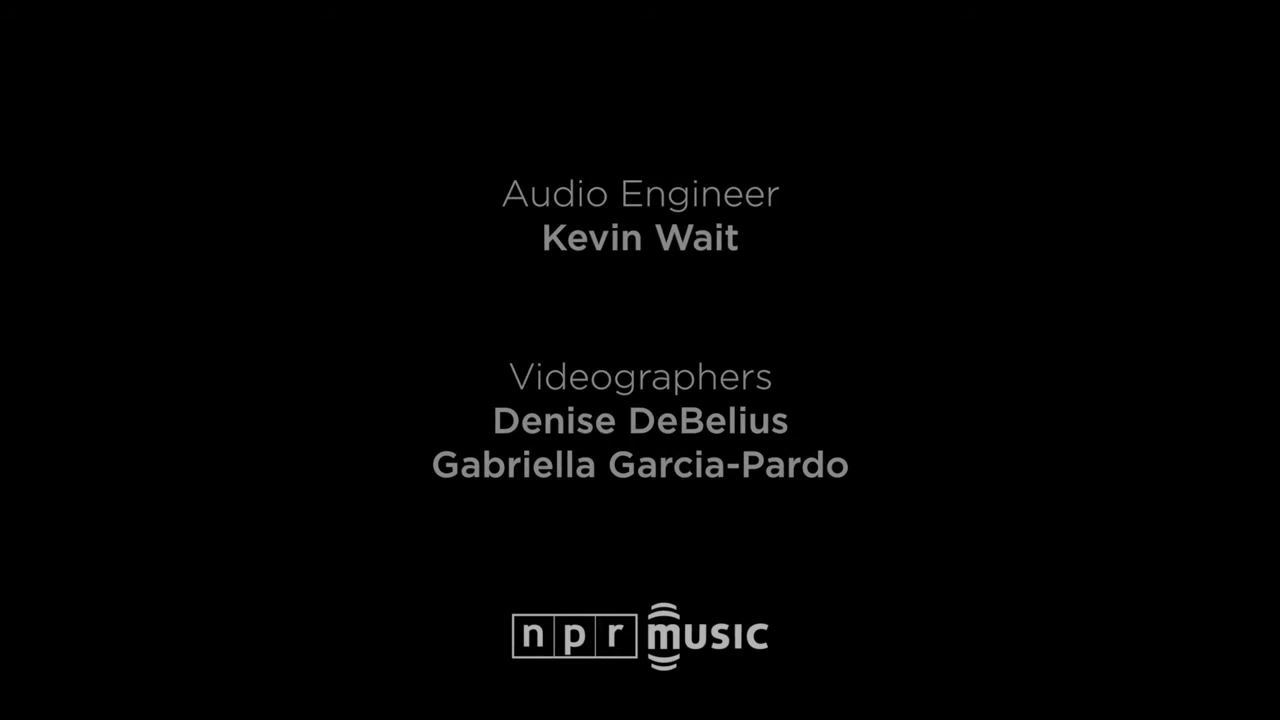 Audio Engineer
Kevin Wait
Videographers
Denise DeBelius
Gabriella Garcia-Pardo
npr music